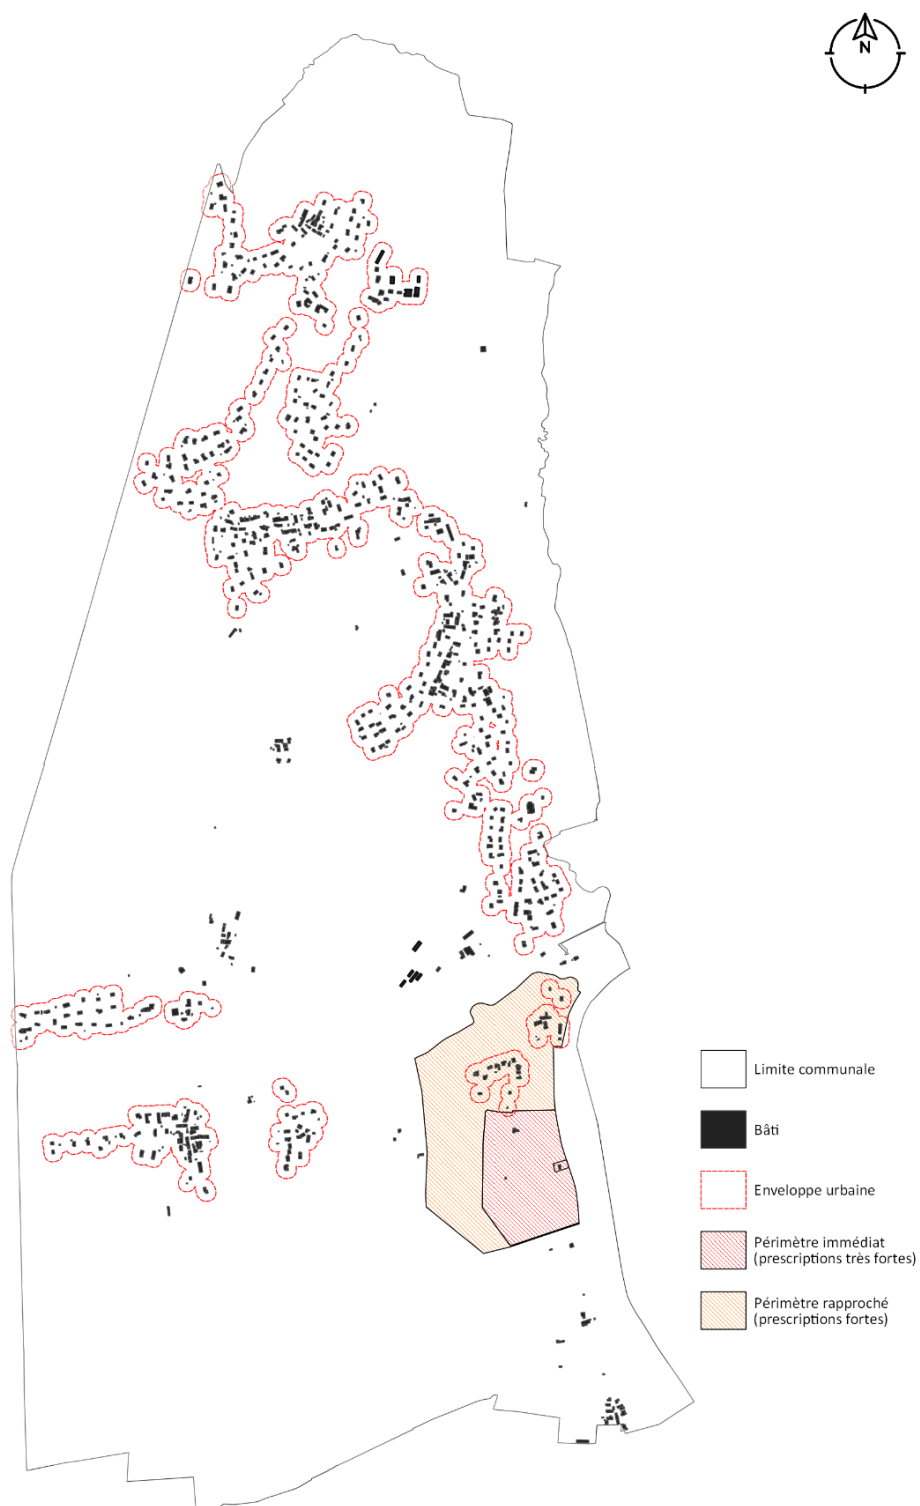 N
Limite communale
Bâti
Enveloppe urbaine
Périmètre immédiat
(prescriptions très fortes)
Périmètre rapproché
(prescriptions fortes)